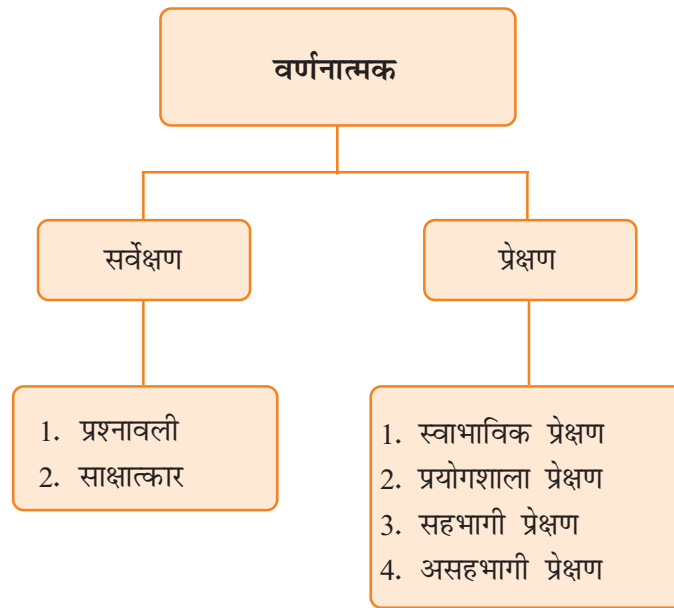 वर्णनात्मक
सर्वेक्षण
प्रेक्षण
1. प्रश्नावली
2. साक्षात्कार
1. स्वाभाविक प्रेक्षण
2. प्रयोगशाला प्रेक्षण
3. सहभागी प्रेक्षण
4. असहभागी प्रेक्षण